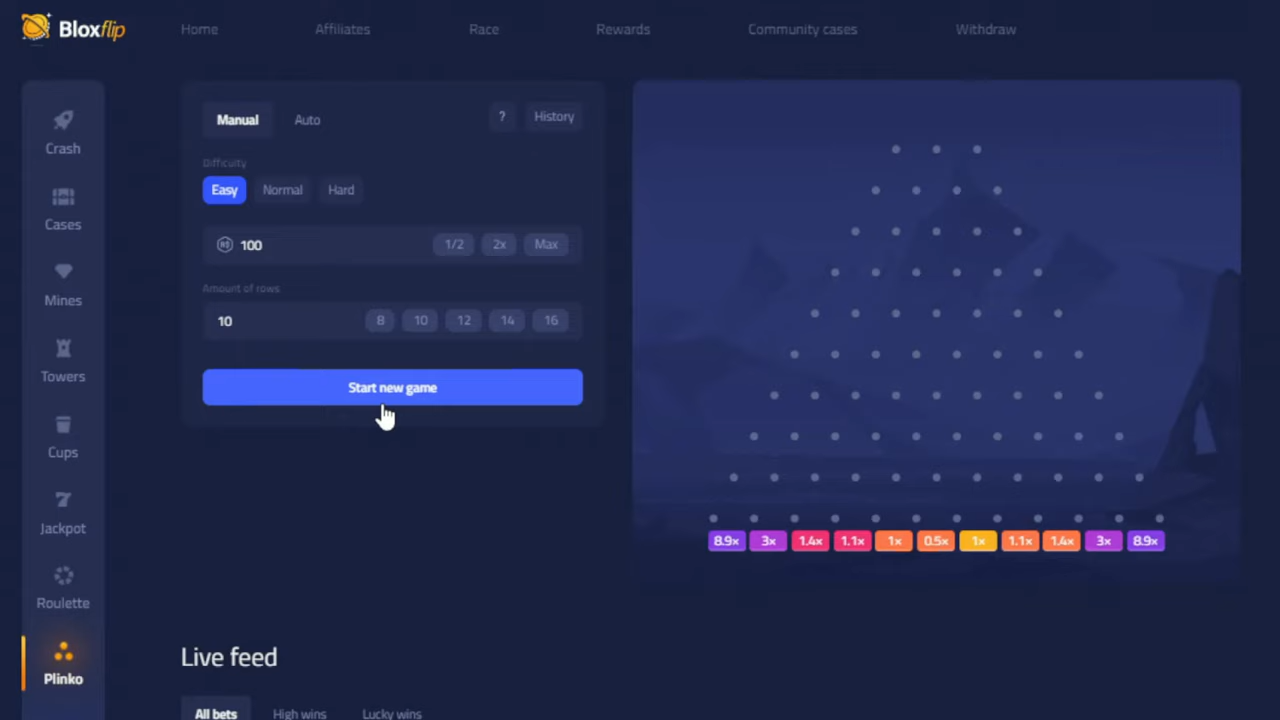 Bloxflip Home Affiliates Race Rewards Community cases Withdraw
Crash
Cases
Mines
Towers
Cups
Jackpot
Roulette
Plinko
Manual Auto ? History
Difficulty
Easy Normal Hard
R$ 100 1/2 2x Max
Amount of rows
10 8 10 12 14 16
Start new game
8.9x 3x 1.4x 1.1x 1x 0.5x 1x 1.1x 1.4x 3x 8.9x
Live feed
All bets High wins Lucky wins